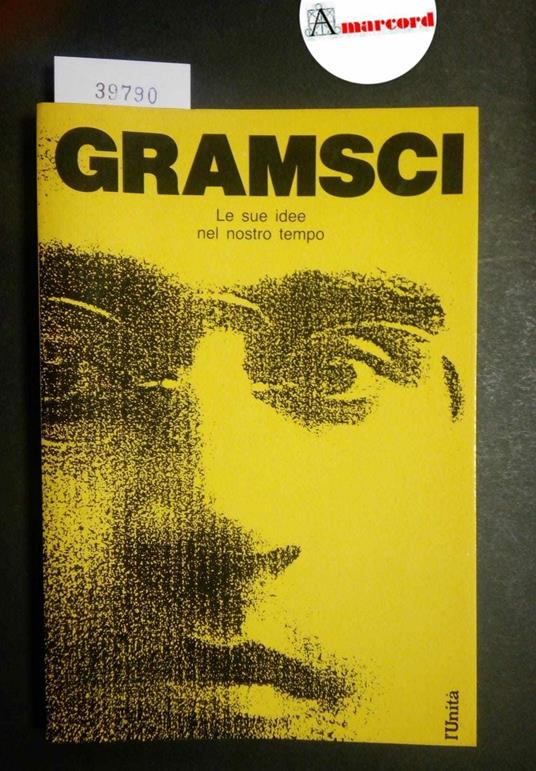 Amarcord
39790
GRAMSCI
Le sue idee
nel nostro tempo
l'Unità